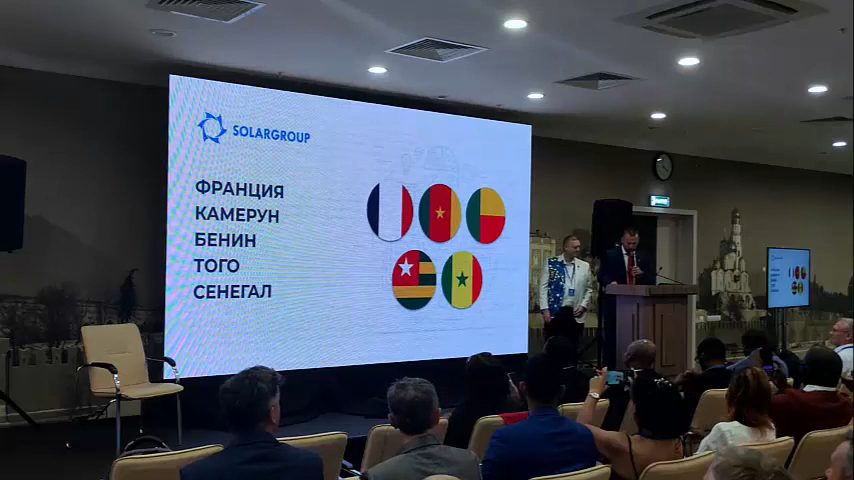 SOLARGROUP
ФРАНЦИЯ
КАМЕРУН
БЕНИН
ТОГО
СЕНЕГАЛ